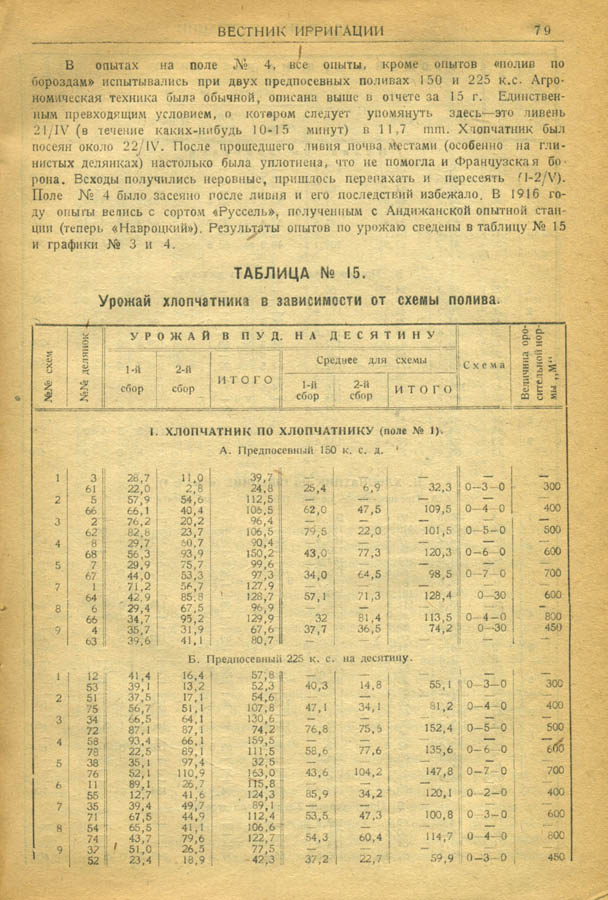 ВЕСТНИК ИРРИГАЦИИ 79
В опытах на поле № 4, все опыты, кроме опытов «полив по
бороздам» испытывались при двух предпосевных поливах 150 и 225 к.с. Агро-
номическая техника была обычной, описана выше в отчете за 15 г. Единствен-
ным превходящим условием, о котором следует упомянуть здесь—это ливень
21/IV (в течение каких-нибудь 10-15 минут) в 11,7 mm. Хлопчатник был
посеян около 22/IV. После прошедшего ливня почва местами (особенно на гли-
нистых делянках) настолько была уплотнена, что не помогла и Французская бо-
рона. Всходы получились неровные, пришлось перепахать и пересеять (1-2/V).
Поле № 4 было засеяно после ливня и его последствий избежало. В 1916 го-
ду опыты велись с сортом «Руссель», полученным с Андижанской опытной стан-
ции (теперь «Навроцкий»). Результаты опытов по урожаю сведены в таблицу № 15
и графики № 3 и 4.
ТАБЛИЦА № 15.
Урожай хлопчатника в зависимости от схемы полива.
№№ схем №№ делянок УРОЖАЙ В ПУД. НА ДЕСЯТИНУ Схема Величина оро-
сительной нор-
мы „М"
1-й сбор 2-й сбор ИТОГО Среднее для схемы
1-й сбор 2-й сбор ИТОГО
I. ХЛОПЧАТНИК ПО ХЛОПЧАТНИКУ (поле № 1).
А. Предпосевный 150 к. с. д.
1 3 28,7 11,0 39,7 — — — — —
61 22,0 2,8 24,8 25,4 6,9 32,3 0—3—0 300
2 5 57,9 54,6 112,5 — — — — —
66 66,1 40,4 106,5 62,0 47,5 109,5 0—4—0 400
3 2 76,2 20,2 96,4 — — — — —
62 82,8 23,7 106,5 79,5 22,0 101,5 0—5—0 500
4 8 29,7 60,7 90,4 — — — — —
68 56,3 93,9 150,2 43,0 77,3 120,3 0—6—0 600
5 7 29,9 75,7 99,6 — — — — —
67 44,0 53,3 97,3 34,0 64,5 98,5 0—7—0 700
7 1 71,2 56,7 127,9 — — — — —
64 42,9 85,8 128,7 57,1 71,3 128,4 0—30 600
8 6 29,4 67,5 96,9 — — — — —
66 34,7 95,2 129,9 32 81,4 113,5 0—4—0 800
9 4 35,7 31,9 67,6 37,7 36,5 74,2 0—30 450
63 39,6 41,1 80,7
Б. Предпосевный 225 к. с. на десятину.
1 12 41,4 16,4 57,8 — — — — —
53 39,1 13,2 52,3 40,3 14,8 55,1 0—3—0 300
2 51 37,5 17,1 54,6 — — — — —
75 56,7 51,1 107,8 47,1 34,1 81,2 0—4—0 400
3 34 66,5 64,1 130,6 — — — — —
72 87,1 87,1 74,2 76,8 75,5 152,4 0—5—0 500
4 58 93,4 66,1 159,5 — — — — —
78 22,5 89,1 111,5 58,6 77,6 135,6 0—6—0 600
5 38 35,1 97,4 32,5 — — — — —
76 52,1 110,9 163,0 43,6 104,2 147,8 0—7—0 700
6 11 89,1 26,7 115,8 — — — — —
55 12,7 41,6 124,3 85,9 34,2 120,1 0—2—0 400
7 35 39,4 49,7 89,1 — — — — —
71 67,5 44,9 112,4 53,5 47,3 100,8 0—3—0 600
8 54 65,5 41,1 106,6 — — — — —
74 43,7 79,6 122,7 54,3 60,4 114,7 0—4—0 800
9 37 51,0 26,5 77,5 — — — — —
52 23,4 18,9 42,3 37,2 22,7 59,9 0—3—0 450